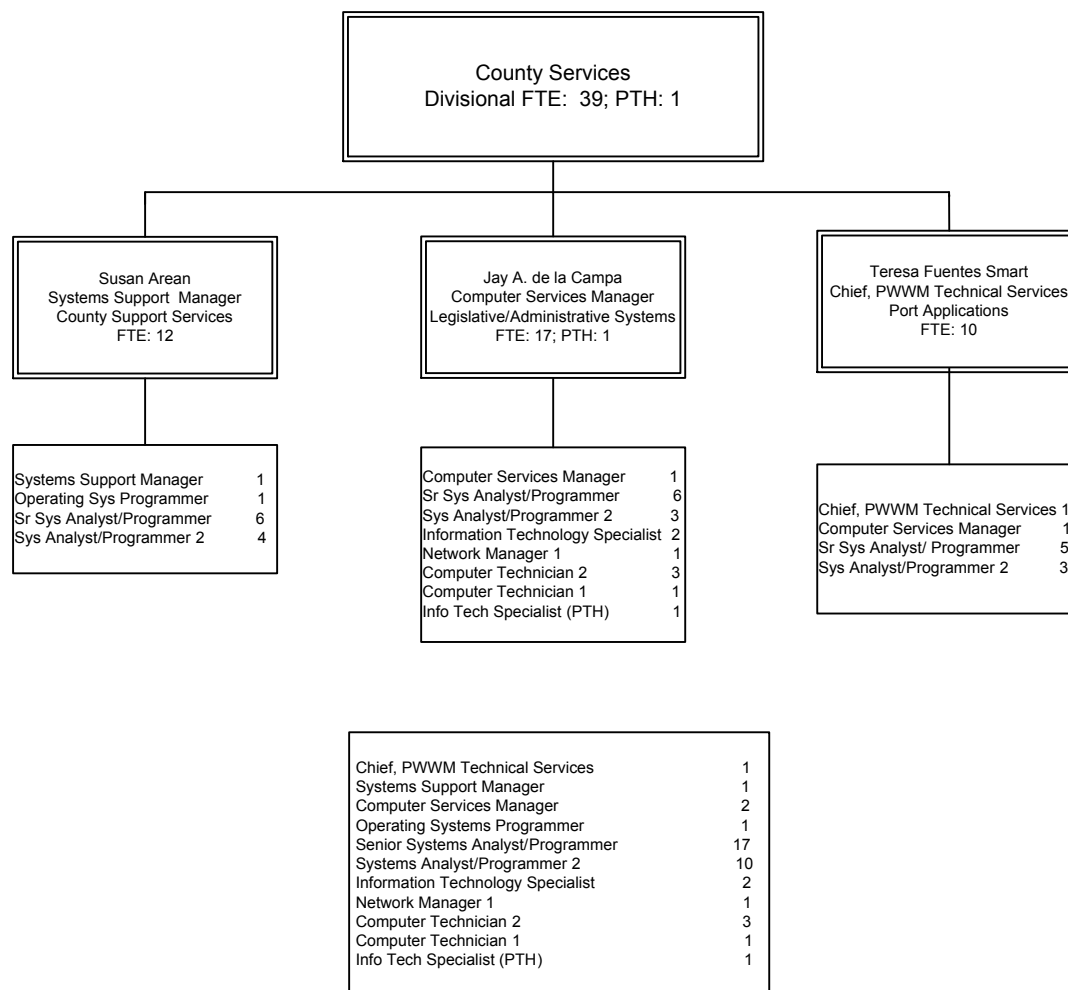 County Services
Divisional FTE: 39; PTH: 1
Susan Arean
Systems Support Manager
County Support Services
FTE: 12
Jay A. de la Campa
Computer Services Manager
Legislative/Administrative Systems
FTE: 17; PTH: 1
Teresa Fuentes Smart
Chief, PWWM Technical Services
Port Applications
FTE: 10
Systems Support Manager 1
Operating Sys Programmer 1
Sr Sys Analyst/Programmer 6
Sys Analyst/Programmer 2 4
Computer Services Manager 1
Sr Sys Analyst/Programmer 6
Sys Analyst/Programmer 2 3
Information Technology Specialist 2
Network Manager 1 1
Computer Technician 2 3
Computer Technician 1 1
Info Tech Specialist (PTH) 1
Chief, PWWM Technical Services 1
Computer Services Manager 1
Sr Sys Analyst/ Programmer 5
Sys Analyst/Programmer 2 3
Chief, PWWM Technical Services 1
Systems Support Manager 1
Computer Services Manager 2
Operating Systems Programmer 1
Senior Systems Analyst/Programmer 17
Systems Analyst/Programmer 2 10
Information Technology Specialist 2
Network Manager 1 1
Computer Technician 2 3
Computer Technician 1 1
Info Tech Specialist (PTH) 1